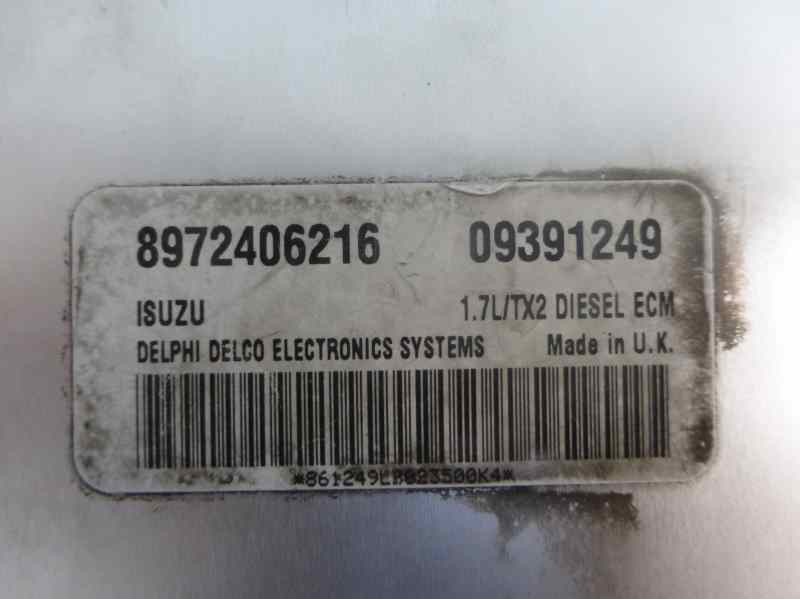 8972406216 09391249
ISUZU 1.7L/TX2 DIESEL ECM
DELPHI DELCO ELECTRONICS SYSTEMS Made in U.K.